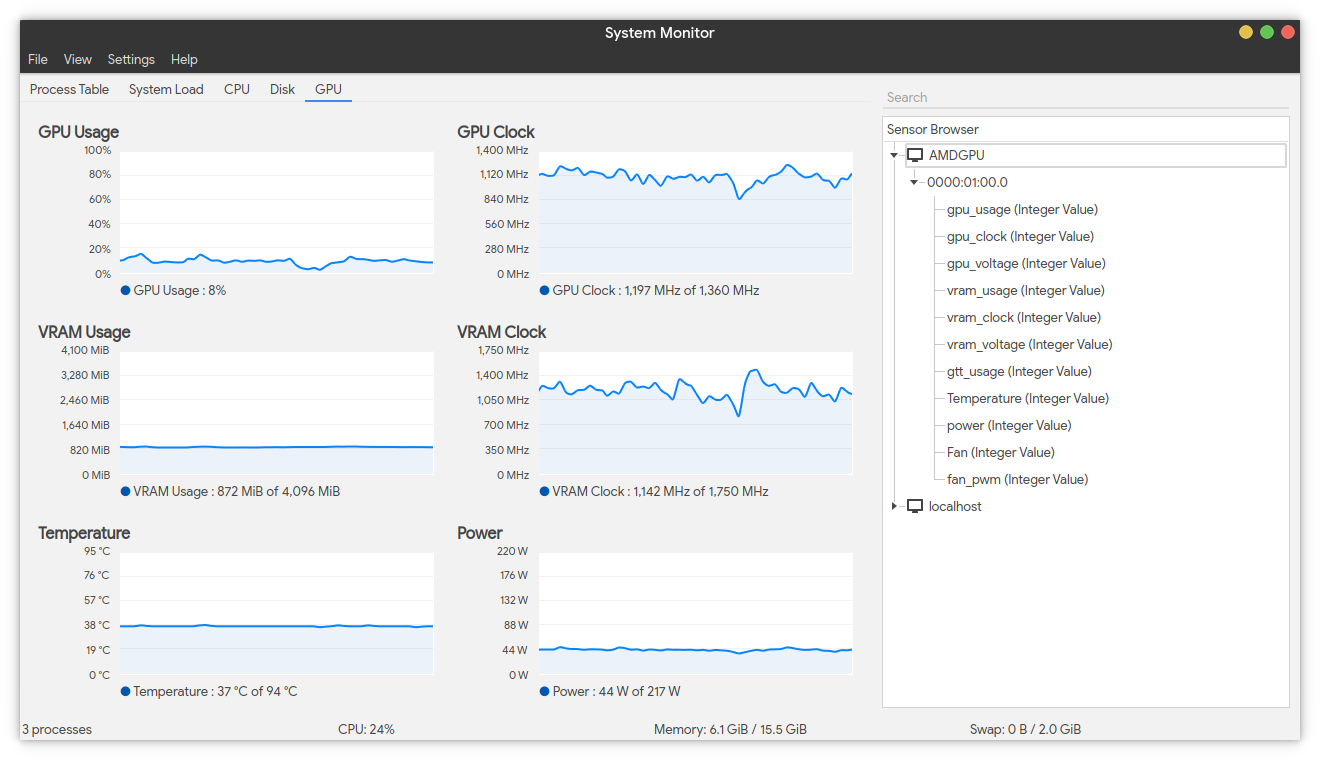 System Monitor
File View Settings Help
Process Table System Load CPU Disk GPU
GPU Usage
100%
80%
60%
40%
20%
0%
GPU Usage : 8%
GPU Clock
1,400 MHz
1,120 MHz
840 MHz
560 MHz
280 MHz
0 MHz
GPU Clock : 1,197 MHz of 1,360 MHz
VRAM Usage
4,100 MiB
3,280 MiB
2,460 MiB
1,640 MiB
820 MiB
0 MiB
VRAM Usage : 872 MiB of 4,096 MiB
VRAM Clock
1,750 MHz
1,400 MHz
1,050 MHz
700 MHz
350 MHz
0 MHz
VRAM Clock : 1,142 MHz of 1,750 MHz
Temperature
95 °C
76 °C
57 °C
38 °C
19 °C
0 °C
Temperature : 37 °C of 94 °C
Power
220 W
176 W
132 W
88 W
44 W
0 W
Power : 44 W of 217 W
Search
Sensor Browser
AMDGPU
0000:01:00.0
gpu_usage (Integer Value)
gpu_clock (Integer Value)
gpu_voltage (Integer Value)
vram_usage (Integer Value)
vram_clock (Integer Value)
vram_voltage (Integer Value)
gtt_usage (Integer Value)
Temperature (Integer Value)
power (Integer Value)
Fan (Integer Value)
fan_pwm (Integer Value)
localhost
3 processes CPU: 24% Memory: 6.1 GiB / 15.5 GiB Swap: 0 B / 2.0 GiB